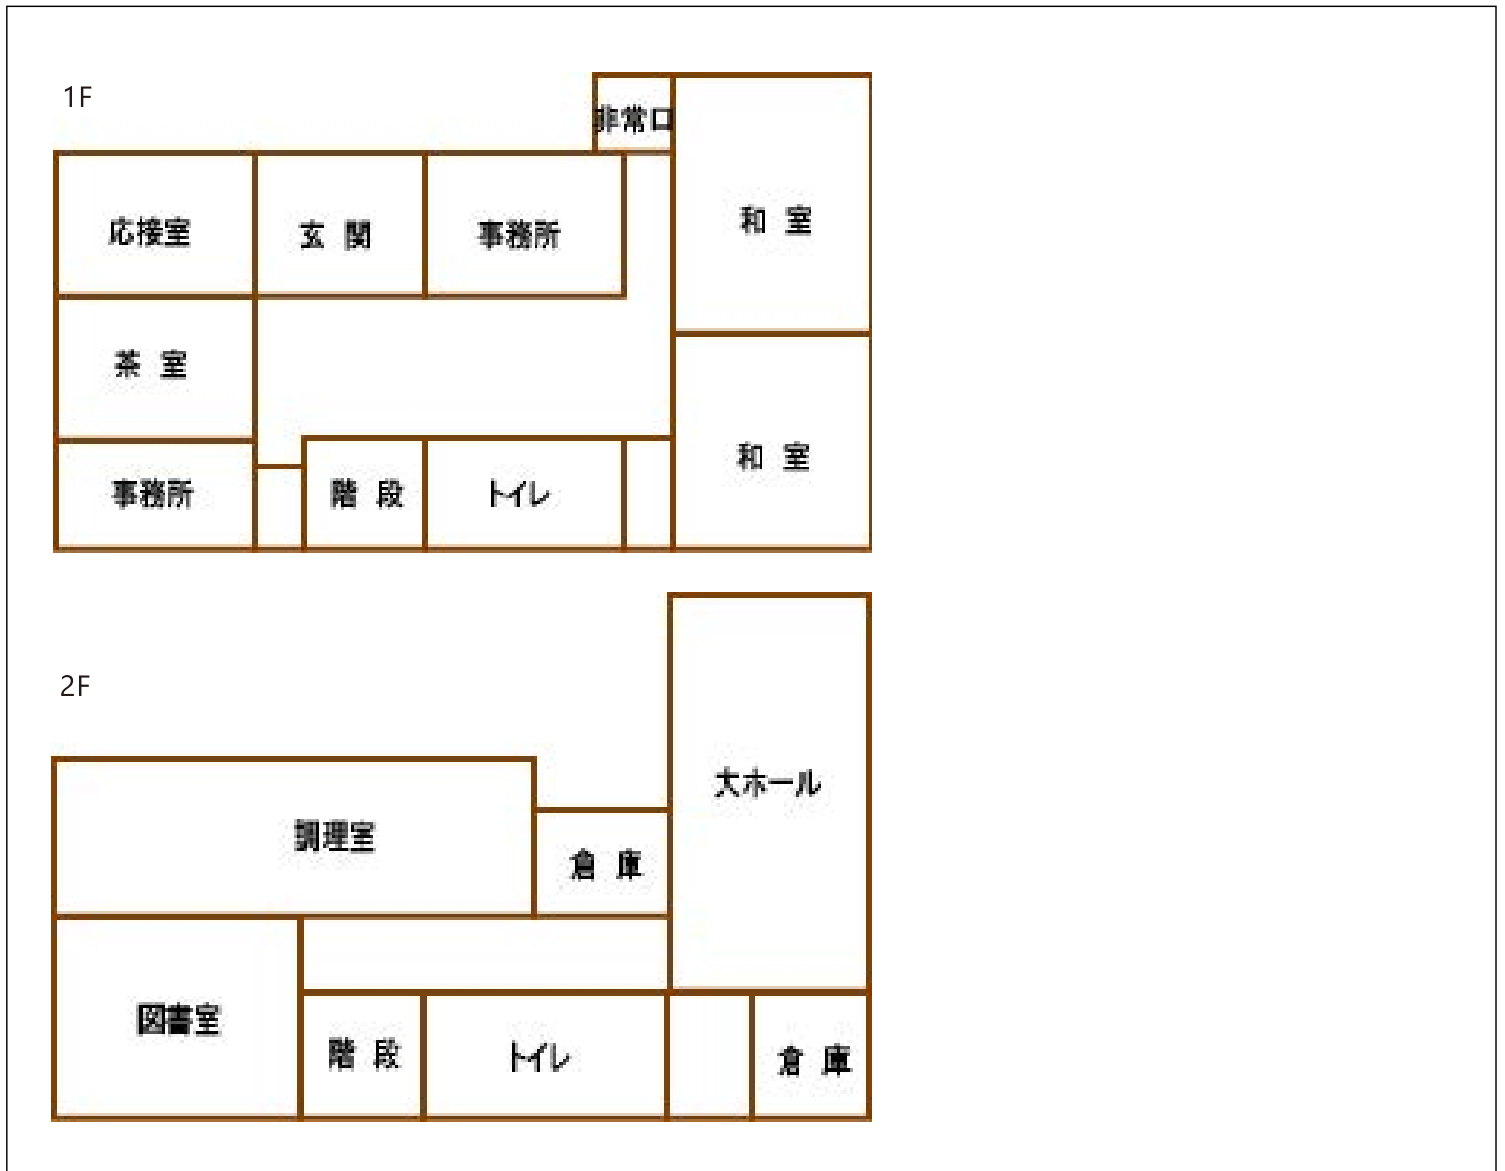 1F
非常口
応接室
玄 関
事務所
和 室
茶 室
和 室
事務所
階 段
トイレ
2F
大ホール
調理室
倉 庫
図書室
階 段
トイレ
倉 庫